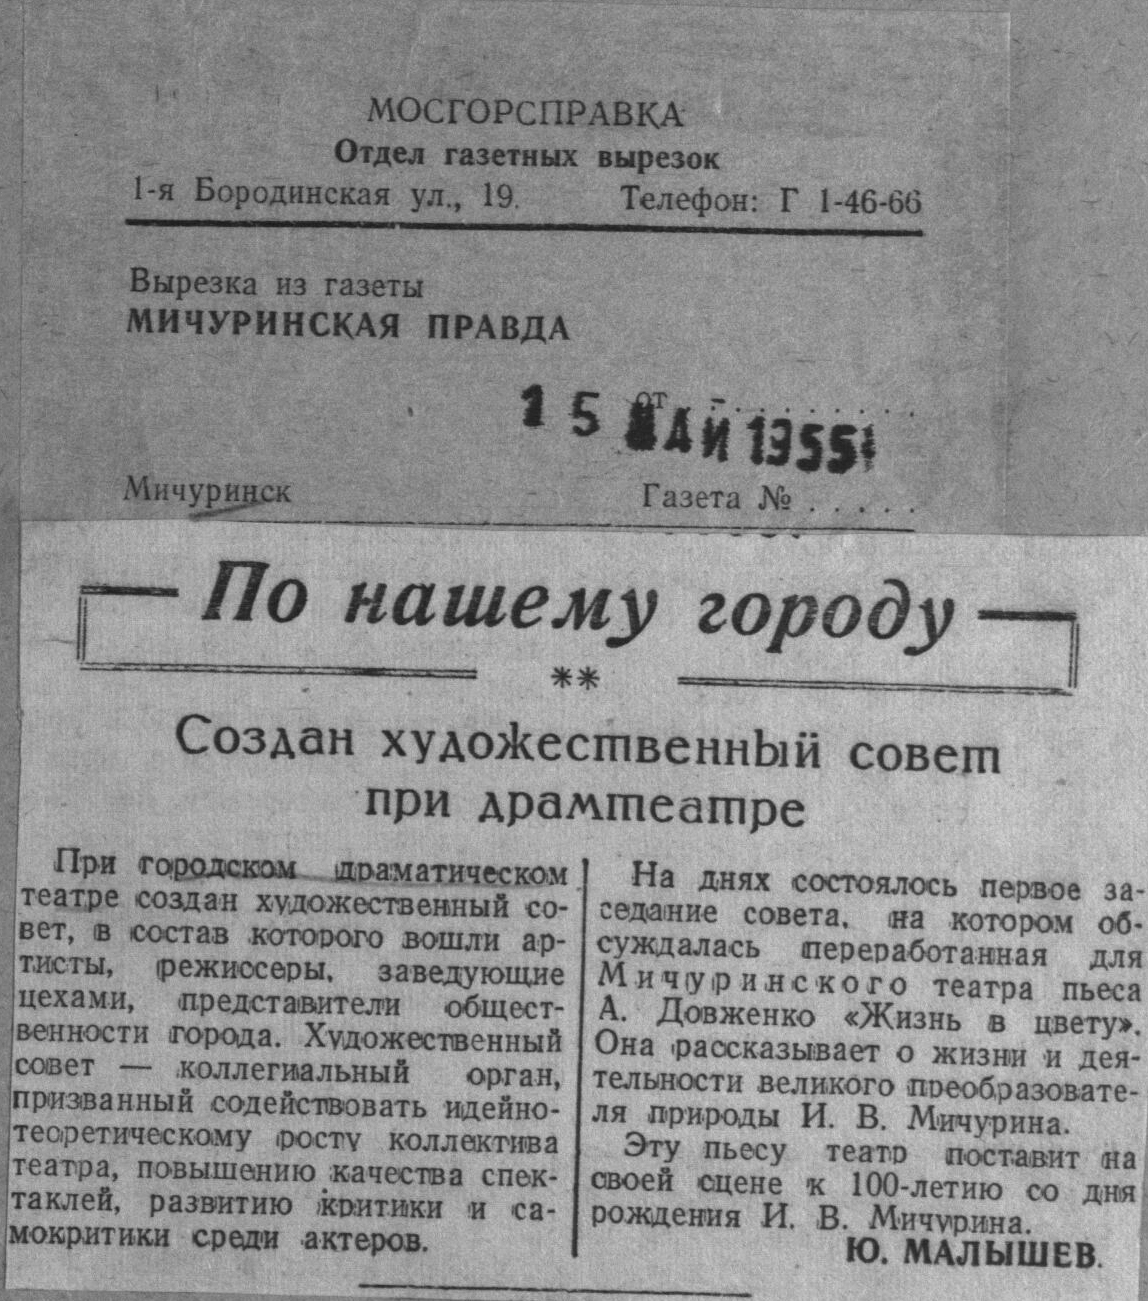 МОСГОРСПРАВКА
Отдел газетных вырезок
1-я Бородинская ул., 19. Телефон: Г 1-46-66
Вырезка из газеты
МИЧУРИНСКАЯ ПРАВДА
от
15 МАЙ 1955
Мичуринск Газета № . . . . .
По нашему городу
**
Создан художественный совет
при драмтеатре
При городском драматическом
театре создан художественный со-
вет, в состав которого вошли ар-
тисты, режиссеры, заведующие
цехами, представители общест-
венности города. Художественный
совет — коллегиальный орган,
призванный содействовать идейно-
теоретическому росту коллектива
театра, повышению качества спек-
таклей, развитию критики и са-
мокритики среди актеров.
На днях состоялось первое за-
седание совета, на котором об-
суждалась переработанная для
Мичуринского театра пьеса
А. Довженко «Жизнь в цвету».
Она рассказывает о жизни и дея-
тельности великого преобразовате-
ля природы И. В. Мичурина.
Эту пьесу театр поставит на
своей сцене к 100-летию со дня
рождения И. В. Мичурина.
Ю. МАЛЫШЕВ.